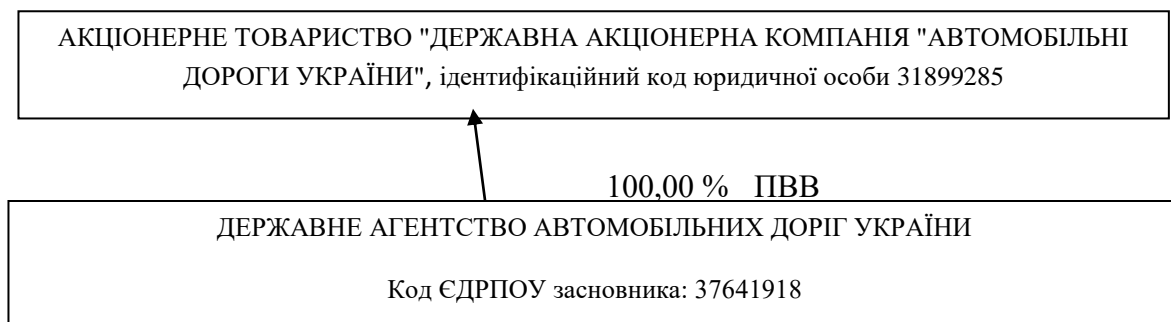 АКЦІОНЕРНЕ ТОВАРИСТВО "ДЕРЖАВНА АКЦІОНЕРНА КОМПАНІЯ "АВТОМОБІЛЬНІ
ДОРОГИ УКРАЇНИ", ідентифікаційний код юридичної особи 31899285
100,00 % ПВВ
ДЕРЖАВНЕ АГЕНТСТВО АВТОМОБІЛЬНИХ ДОРІГ УКРАЇНИ
Код ЄДРПОУ засновника: 37641918